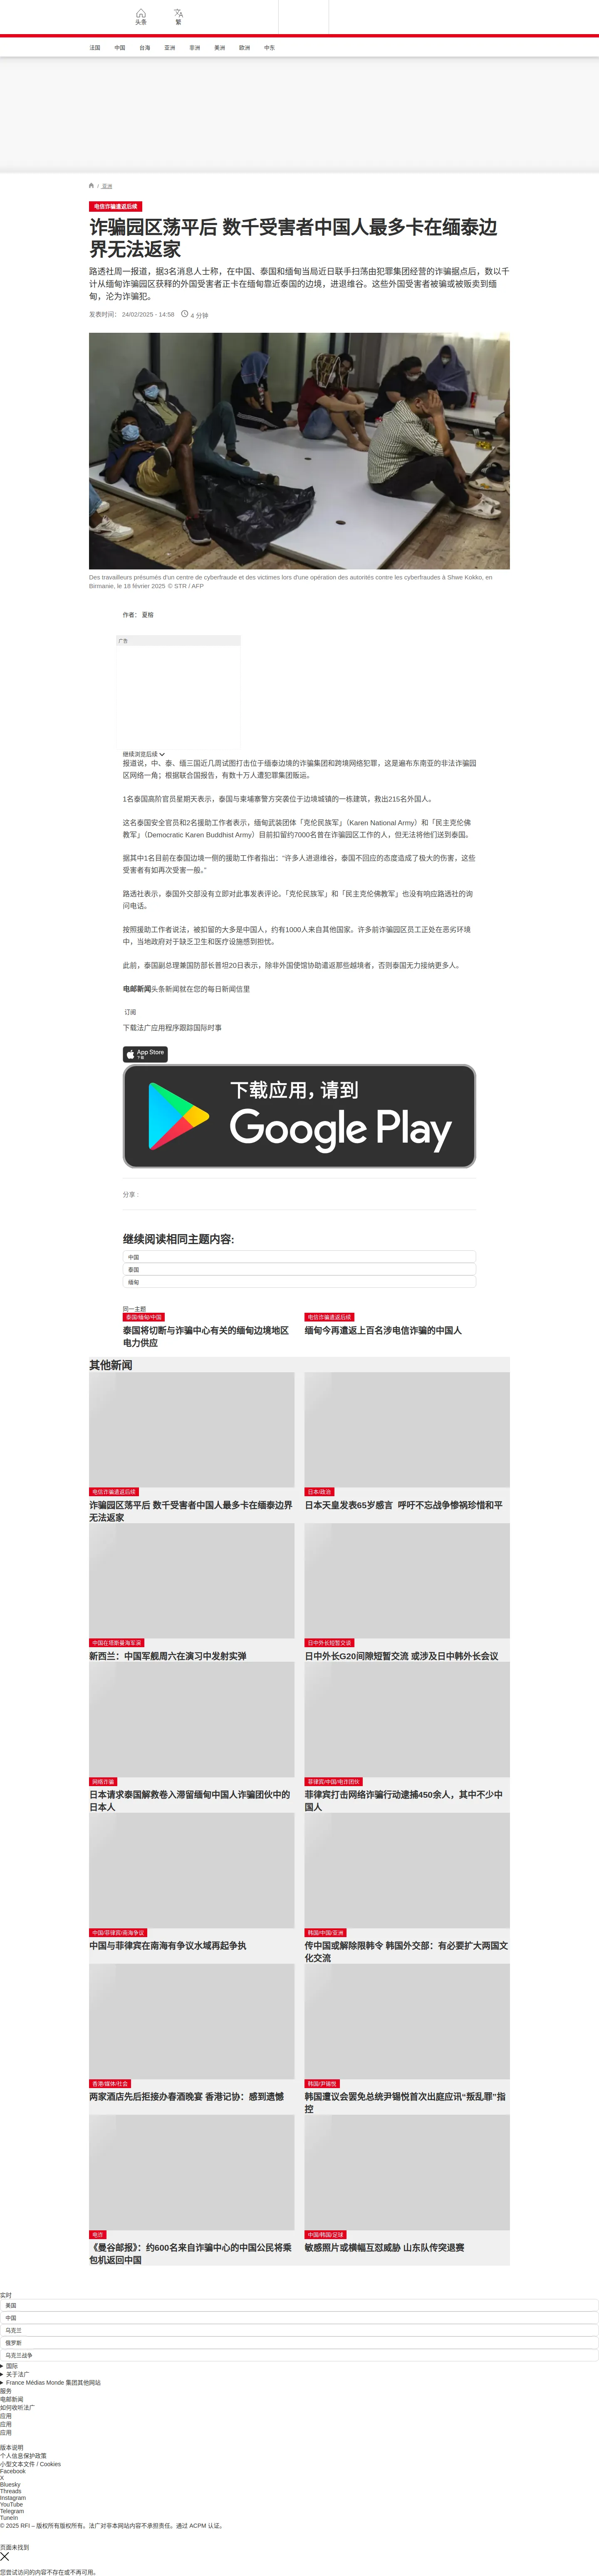 头条
繁
法国 中国 台海 亚洲 非洲 美洲 欧洲 中东
/ 亚洲
电信诈骗遣返后续
诈骗园区荡平后 数千受害者中国人最多卡在缅泰边
界无法返家
路透社周一报道，据3名消息人士称，在中国、泰国和缅甸当局近日联手扫荡由犯罪集团经营的诈骗据点后，数以千
计从缅甸诈骗园区获释的外国受害者正卡在缅甸靠近泰国的边境，进退维谷。这些外国受害者被骗或被贩卖到缅
甸，沦为诈骗犯。
发表时间： 24/02/2025 - 14:58 4 分钟
Des travailleurs présumés d'un centre de cyberfraude et des victimes lors d'une opération des autorités contre les cyberfraudes à Shwe Kokko, en
Birmanie, le 18 février 2025 © STR / AFP
作者： 夏榕
广告
继续浏览后续
报道说，中、泰、缅三国近几周试图打击位于缅泰边境的诈骗集团和跨境网络犯罪，这是遍布东南亚的非法诈骗园
区网络一角；根据联合国报告，有数十万人遭犯罪集团贩运。
1名泰国高阶官员星期天表示，泰国与柬埔寨警方突袭位于边境城镇的一栋建筑，救出215名外国人。
这名泰国安全官员和2名援助工作者表示，缅甸武装团体「克伦民族军」（Karen National Army）和「民主克伦佛
教军」（Democratic Karen Buddhist Army）目前扣留约7000名曾在诈骗园区工作的人，但无法将他们送到泰国。
据其中1名目前在泰国边境一侧的援助工作者指出：“许多人进退维谷，泰国不回应的态度造成了极大的伤害，这些
受害者有如再次受害一般。”
路透社表示，泰国外交部没有立即对此事发表评论。「克伦民族军」和「民主克伦佛教军」也没有响应路透社的询
问电话。
按照援助工作者说法，被扣留的大多是中国人，约有1000人来自其他国家。许多前诈骗园区员工正处在恶劣环境
中，当地政府对于缺乏卫生和医疗设施感到担忧。
此前，泰国副总理兼国防部长普坦20日表示，除非外国使馆协助遣返那些越境者，否则泰国无力接纳更多人。
电邮新闻头条新闻就在您的每日新闻信里
订阅
下载法广应用程序跟踪国际时事
App Store
下载
下载应用，请到
Google Play
分享 :
继续阅读相同主题内容:
中国
泰国
缅甸
同一主题
泰国/缅甸/中国
泰国将切断与诈骗中心有关的缅甸边境地区
电力供应
电信诈骗遣返后续
缅甸今再遣返上百名涉电信诈骗的中国人
其他新闻
电信诈骗遣返后续
诈骗园区荡平后 数千受害者中国人最多卡在缅泰边界
无法返家
日本/政治
日本天皇发表65岁感言 呼吁不忘战争惨祸珍惜和平
中国在塔斯曼海军演
新西兰：中国军舰周六在演习中发射实弹
日中外长短暂交谈
日中外长G20间隙短暂交流 或涉及日中韩外长会议
网络诈骗
日本请求泰国解救卷入滞留缅甸中国人诈骗团伙中的
日本人
菲律宾/中国/电诈团伙
菲律宾打击网络诈骗行动逮捕450余人，其中不少中
国人
中国/菲律宾/南海争议
中国与菲律宾在南海有争议水域再起争执
韩国/中国/亚洲
传中国或解除限韩令 韩国外交部：有必要扩大两国文
化交流
香港/媒体/社会
两家酒店先后拒接办春酒晚宴 香港记协：感到遗憾
韩国/尹锡悦
韩国遭议会罢免总统尹锡悦首次出庭应讯“叛乱罪”指
控
电诈
《曼谷邮报》：约600名来自诈骗中心的中国公民将乘
包机返回中国
中国/韩国/足球
敏感照片或横幅互怼威胁 山东队传突退赛
实时
美国
中国
乌克兰
俄罗斯
乌克兰战争
国际
关于法广
France Médias Monde 集团其他网站
服务
电邮新闻
如何收听法广
应用
应用
应用
版本说明
个人信息保护政策
小型文本文件 / Cookies
Facebook
X
Bluesky
Threads
Instagram
YouTube
Telegram
TuneIn
© 2025 RFI – 版权所有版权所有。法广对非本网站内容不承担责任。通过 ACPM 认证。
页面未找到
您尝试访问的内容不存在或不再可用。